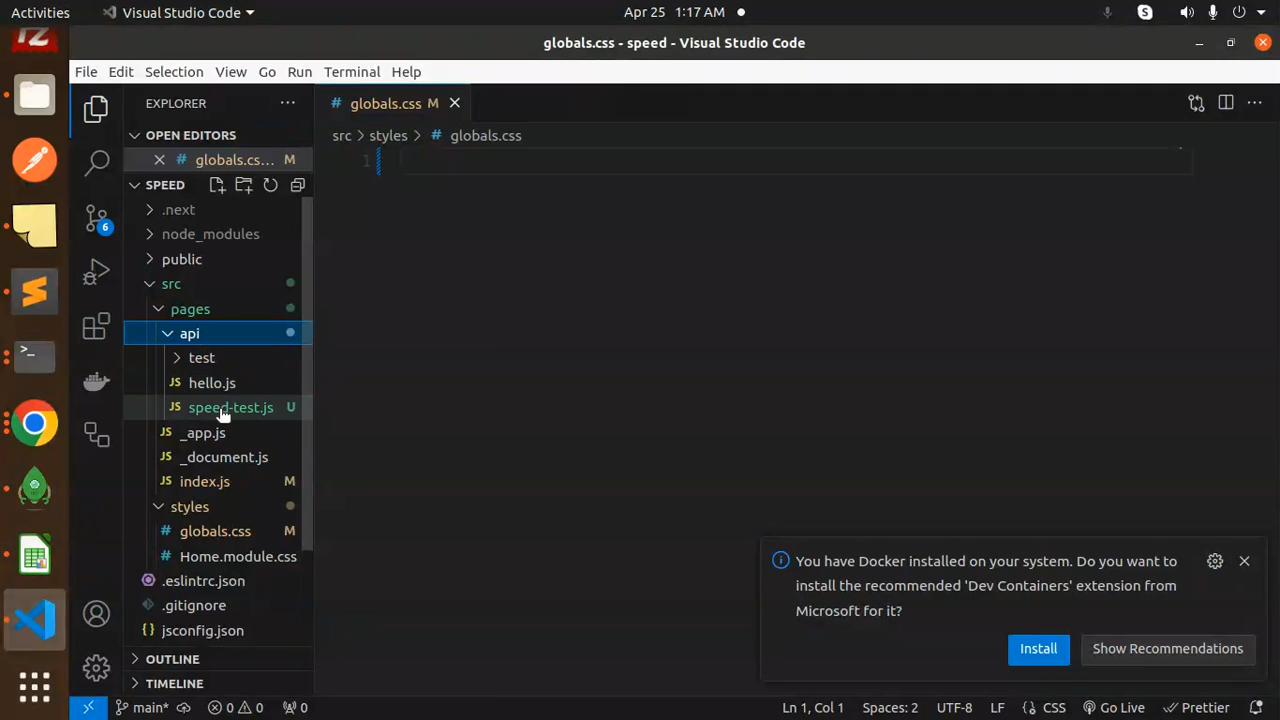 Activities
Visual Studio Code
Apr 25 1:17 AM
globals.css - speed - Visual Studio Code
File Edit Selection View Go Run Terminal Help
EXPLORER
# globals.css M
OPEN EDITORS
# globals.cs... M
src > styles > # globals.css
1
SPEED
.next
node_modules
public
src
pages
api
test
JS hello.js
JS speed-test.js U
JS _app.js
JS _document.js
JS index.js M
styles
# globals.css M
# Home.module.css
.eslintrc.json
.gitignore
{} jsconfig.json
OUTLINE
TIMELINE
6
You have Docker installed on your system. Do you want to
install the recommended 'Dev Containers' extension from
Microsoft for it?
Install
Show Recommendations
main*
0 0
0
Ln 1, Col 1
Spaces: 2
UTF-8
LF
{} CSS
Go Live
Prettier